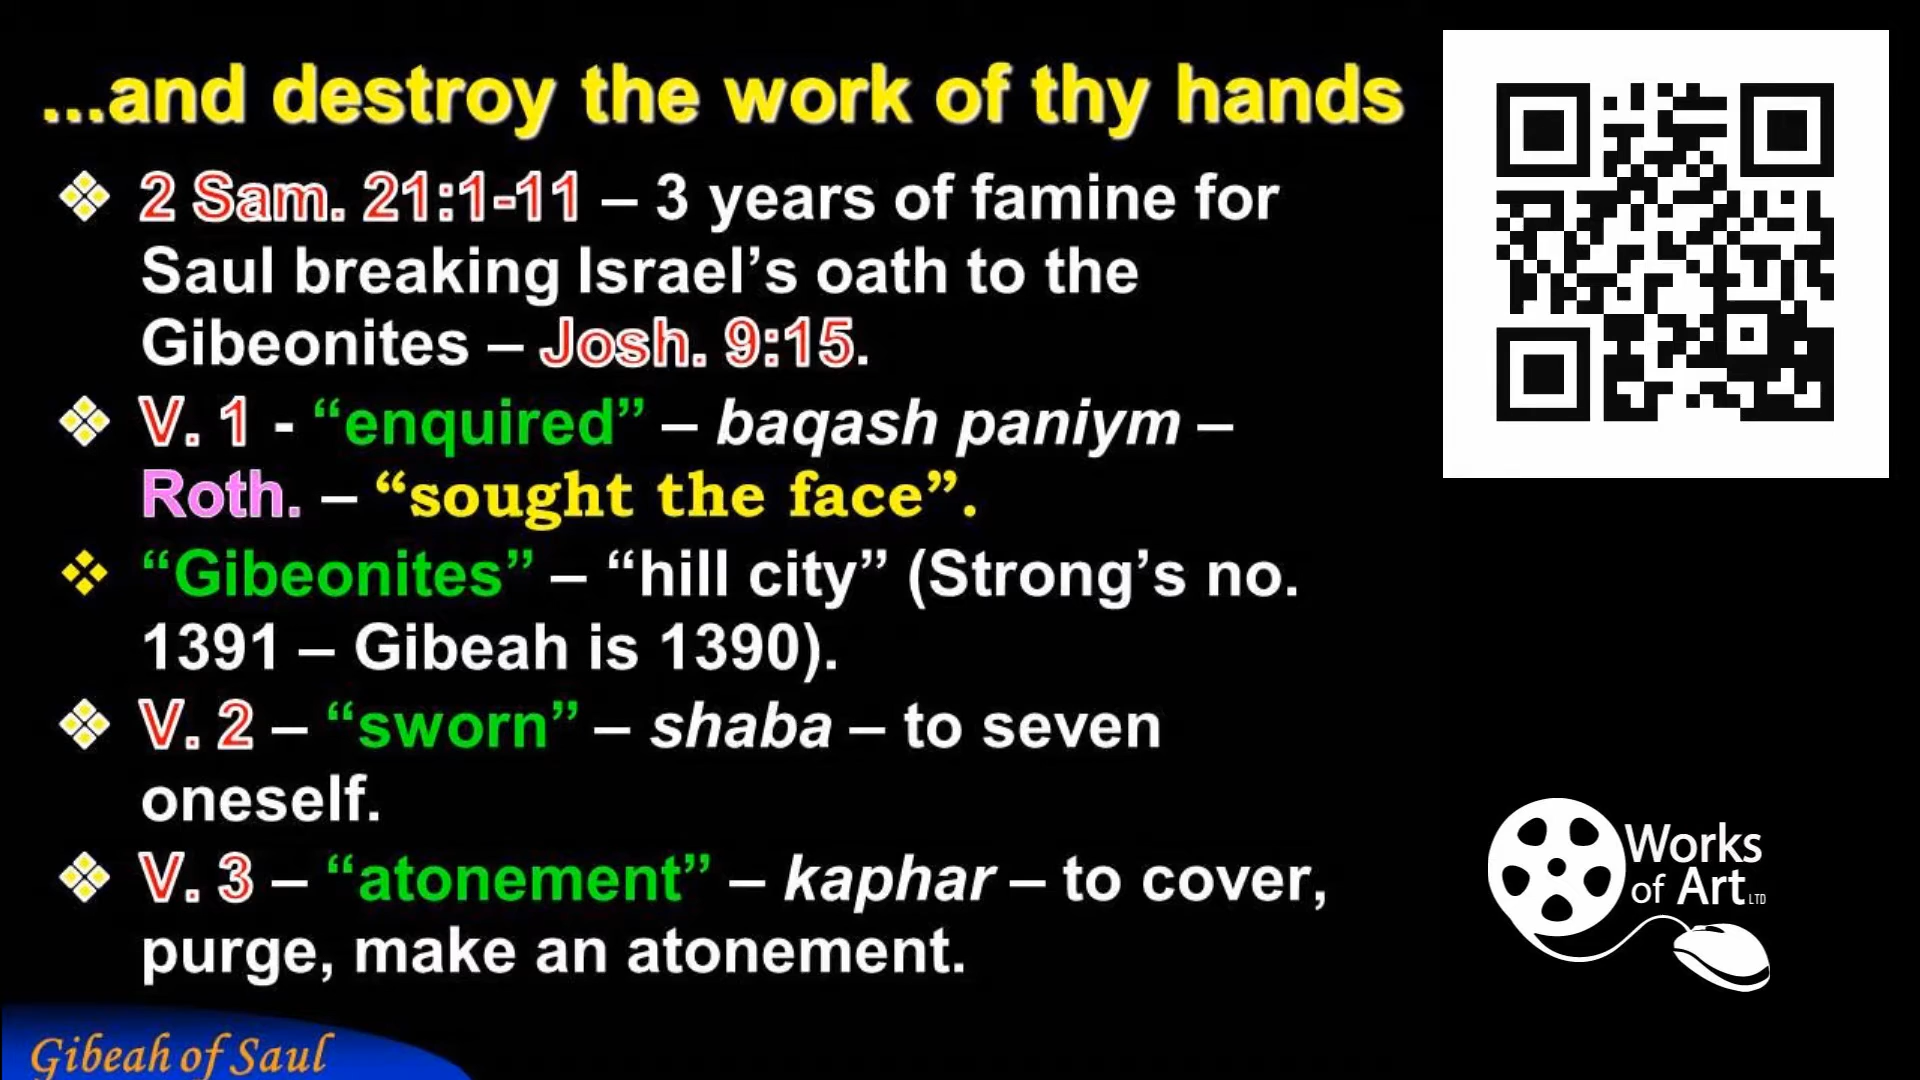 ...and destroy the work of thy hands
2 Sam. 21:1-11 – 3 years of famine for
Saul breaking Israel’s oath to the
Gibeonites – Josh. 9:15.
V. 1 - “enquired” – baqash paniym –
Roth. – “sought the face”.
“Gibeonites” – “hill city” (Strong’s no.
1391 – Gibeah is 1390).
V. 2 – “sworn” – shaba – to seven
oneself.
V. 3 – “atonement” – kaphar – to cover,
purge, make an atonement.
Gibeah of Saul
Works
of Art LTD